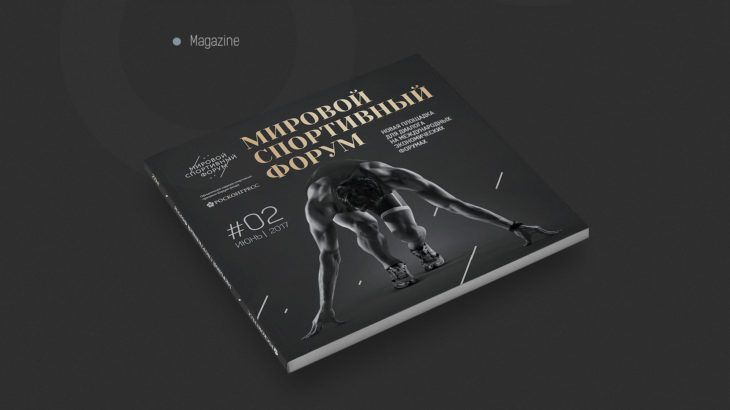 Magazine
МИРОВОЙ
СПОРТИВНЫЙ
ФОРУМ
НОВАЯ ПЛОЩАДКА
ДЛЯ ДИАЛОГА
НА МЕЖДУНАРОДНЫХ
ЭКОНОМИЧЕСКИХ
ФОРУМАХ
МИРОВОЙ
СПОРТИВНЫЙ
ФОРУМ
РОСКОНГРЕСС
#02
ИЮНЬ | 2017